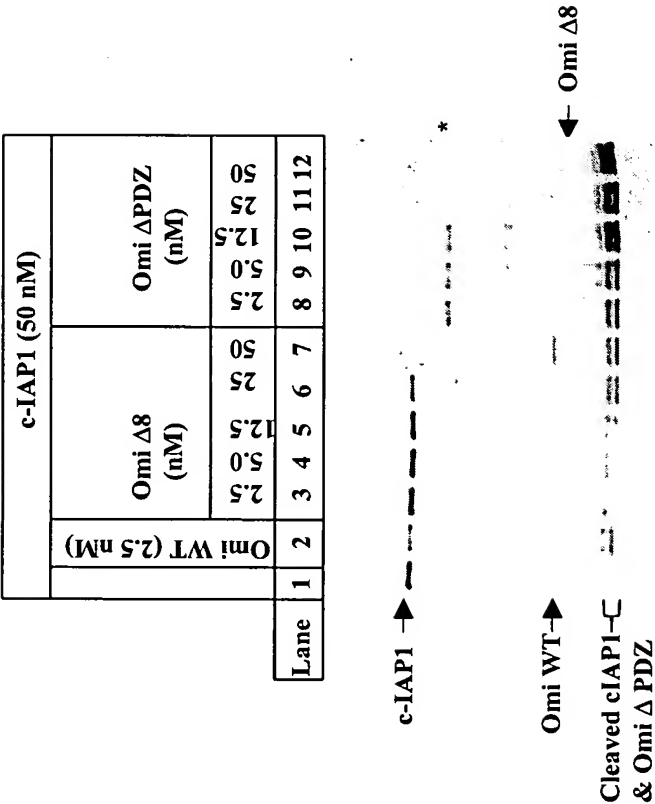 c-IAP1 (50 nM)
Omi WT (2.5 nM)
Omi Δ8
(nM)
Omi ΔPDZ
(nM)
2.5 5.0 12.5 25 50 2.5 5.0 12.5 25 50
Lane 1 2 3 4 5 6 7 8 9 10 11 12
c-IAP1
*
Omi WT
Omi Δ8
Cleaved cIAP1
& Omi Δ PDZ